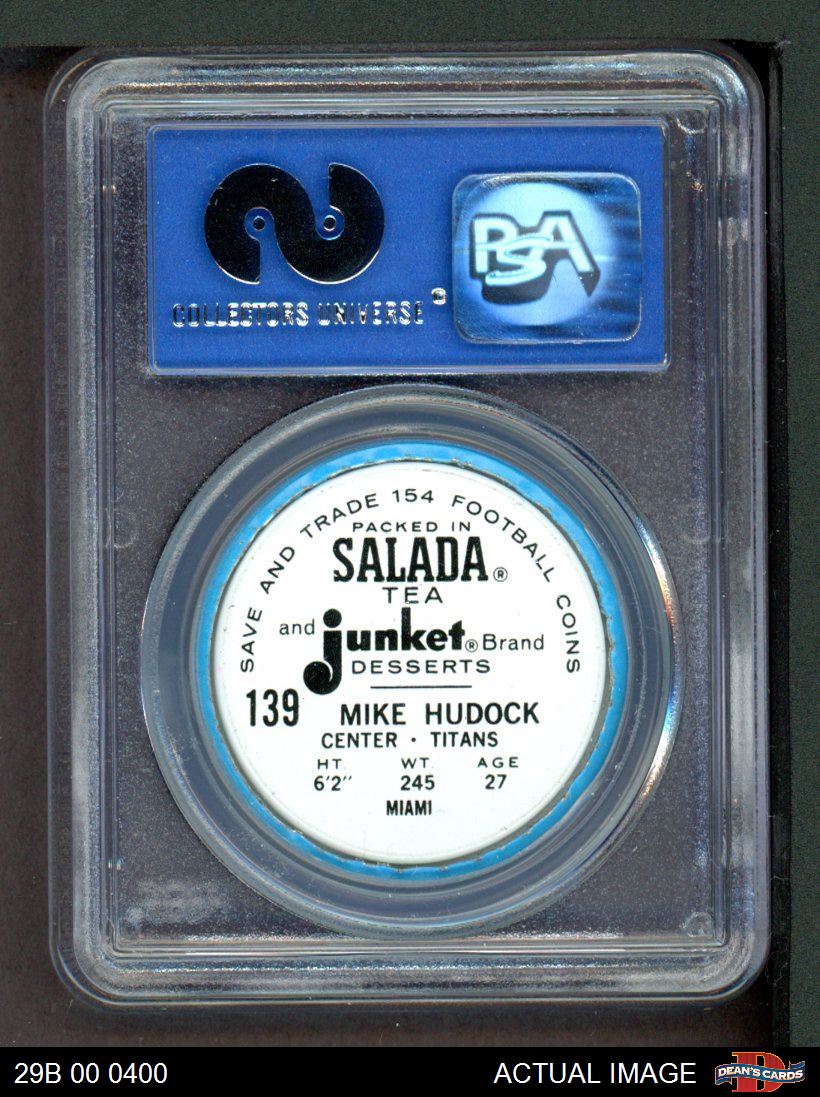 COLLECTORS UNIVERSE®
PSA
SAVE AND TRADE 154 FOOTBALL COINS
PACKED IN
SALADA®
TEA
and junket® Brand
DESSERTS
139 MIKE HUDOCK
CENTER · TITANS
HT. WT. AGE
6'2" 245 27
MIAMI
29B 00 0400
ACTUAL IMAGE
D
DEAN'S CARDS